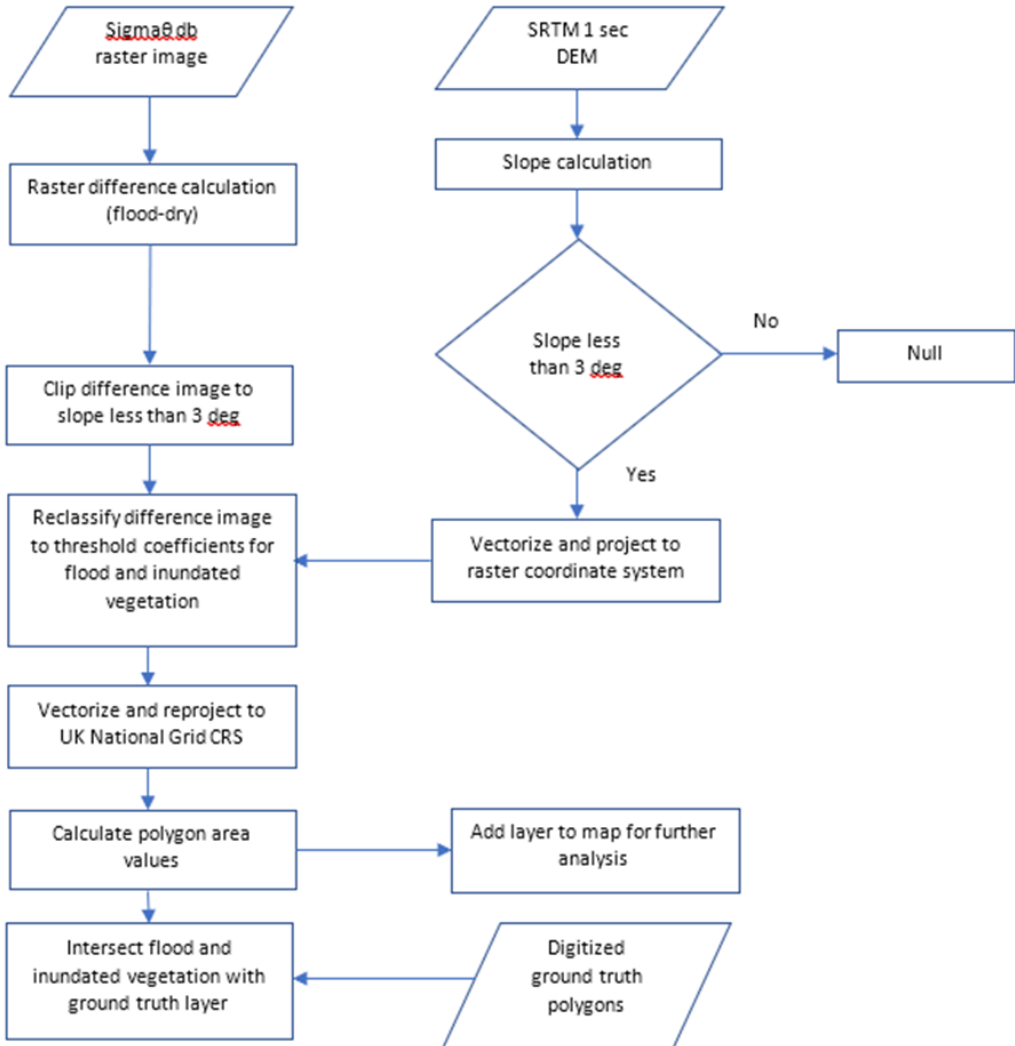 Sigma0 db
raster image
SRTM 1 sec
DEM
Raster difference calculation
(flood-dry)
Slope calculation
Slope less
than 3 deg
No
Null
Clip difference image to
slope less than 3 deg
Yes
Reclassify difference image
to threshold coefficients for
flood and inundated
vegetation
Vectorize and project to
raster coordinate system
Vectorize and reproject to
UK National Grid CRS
Calculate polygon area
values
Add layer to map for further
analysis
Intersect flood and
inundated vegetation with
ground truth layer
Digitized
ground truth
polygons